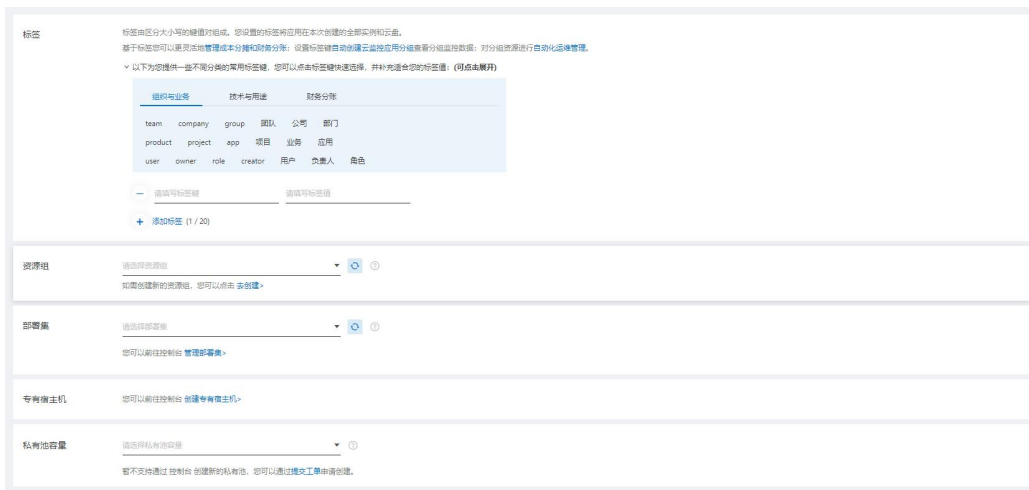 标签
标签由区分大小写的键值对组成。您设置的标签将应用在本次创建的全部实例和云盘。
基于标签您可以更灵活地管理成本分摊和财务分账；设置标签键自动创建云监控应用分组查看分组监控数据；对分组资源进行自动化运维管理。
以下为您提供一些不同分类的常用标签键，您可以点击标签键快速选择，并补充适合您的标签值：(可点击展开)
组织与业务 技术与用途 财务分账
team company group 团队 公司 部门
product project app 项目 业务 应用
user owner role creator 用户 负责人 角色
请填写标签键 请填写标签值
添加标签 (1 / 20)
资源组 请选择资源组
如需创建新的资源组，您可以点击 去创建>
部署集 请选择部署集
您可以前往控制台 管理部署集>
专有宿主机 您可以前往控制台 创建专有宿主机>
私有池容量 请选择私有池容量
暂不支持通过 控制台 创建新的私有池，您可以通过提交工单申请创建。